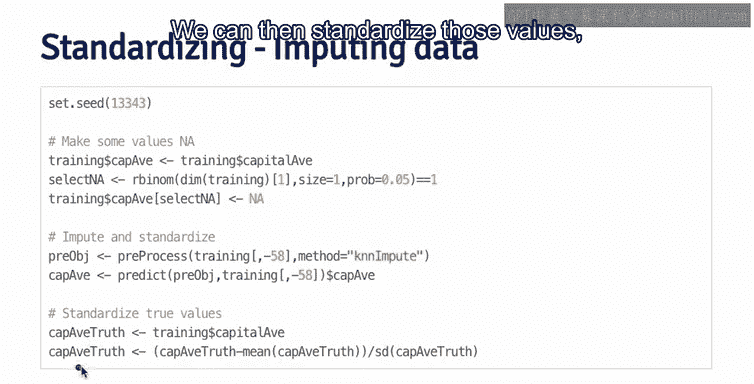 We can then standardize those values,
Standardizing - Imputing data
set.seed(13343)
# Make some values NA
training$capAve <- training$capitalAve
selectNA <- rbinom(dim(training)[1],size=1,prob=0.05)==1
training$capAve[selectNA] <- NA
# Impute and standardize
preObj <- preProcess(training[,-58],method="knnImpute")
capAve <- predict(preObj,training[,-58])$capAve
# Standardize true values
capAveTruth <- training$capitalAve
capAveTruth <- (capAveTruth-mean(capAveTruth))/sd(capAveTruth)